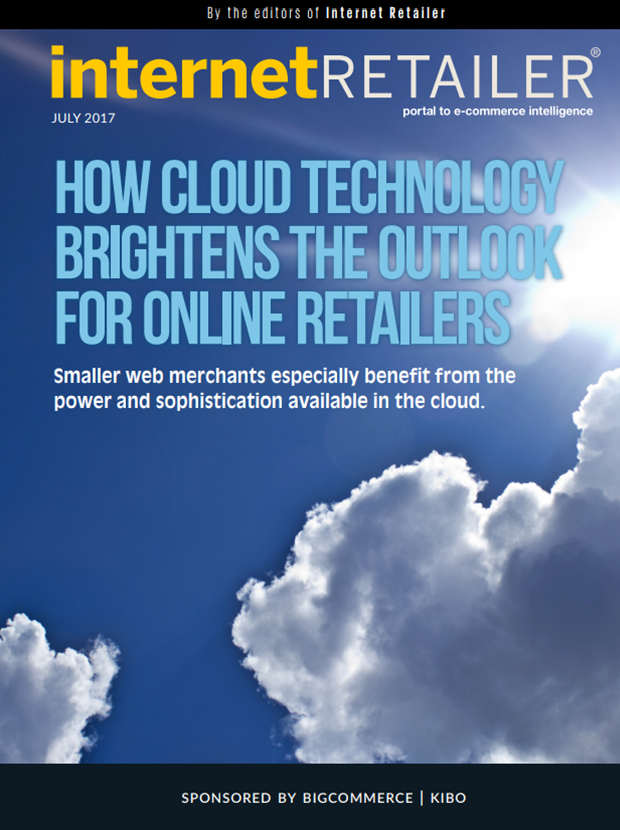 By the editors of Internet Retailer
internetRETAILER®
JULY 2017
portal to e-commerce intelligence
HOW CLOUD TECHNOLOGY
BRIGHTENS THE OUTLOOK
FOR ONLINE RETAILERS
Smaller web merchants especially benefit from the
power and sophistication available in the cloud.
SPONSORED BY BIGCOMMERCE | KIBO